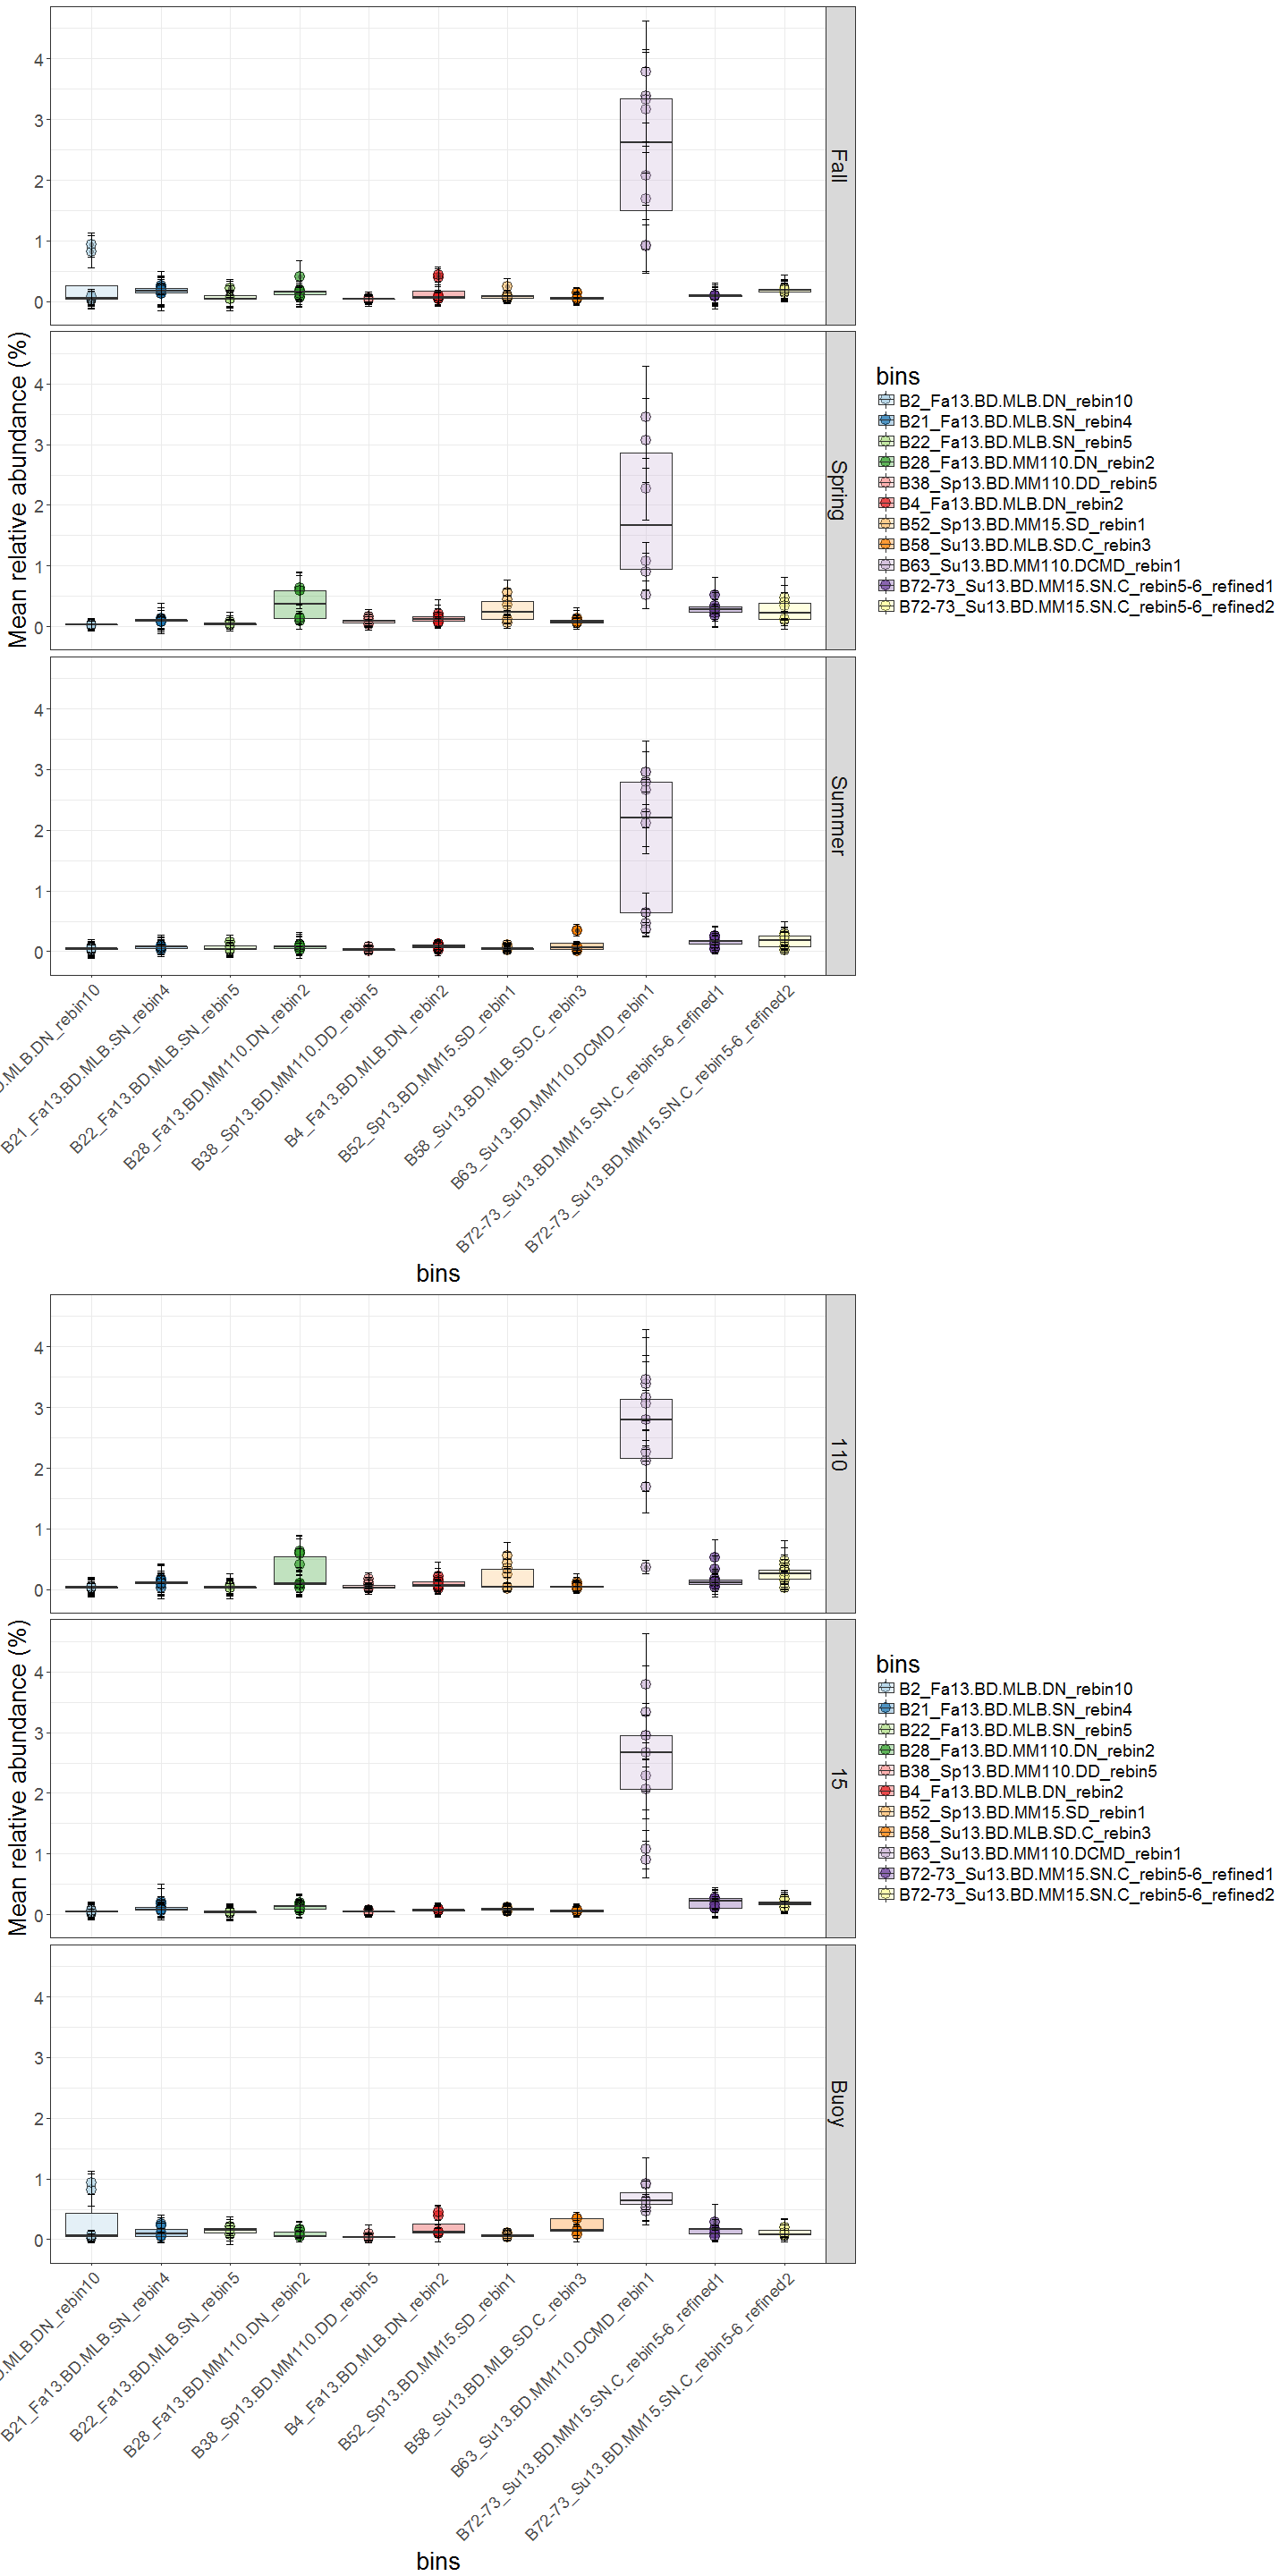 4
3
2
1
0
Fall
4
3
2
1
0
Spring
4
3
2
1
0
Summer
Mean relative abundance (%)
D.MLB.DN_rebin10
B21_Fa13.BD.MLB.SN_rebin4
B22_Fa13.BD.MLB.SN_rebin5
B28_Fa13.BD.MM110.DN_rebin2
B38_Sp13.BD.MM110.DD_rebin5
B4_Fa13.BD.MLB.DN_rebin2
B52_Sp13.BD.MM15.SD_rebin1
B58_Su13.BD.MLB.SD.C_rebin3
B63_Su13.BD.MM110.DCMD_rebin1
B72-73_Su13.BD.MM15.SN.C_rebin5-6_refined1
B72-73_Su13.BD.MM15.SN.C_rebin5-6_refined2
bins
bins
B2_Fa13.BD.MLB.DN_rebin10
B21_Fa13.BD.MLB.SN_rebin4
B22_Fa13.BD.MLB.SN_rebin5
B28_Fa13.BD.MM110.DN_rebin2
B38_Sp13.BD.MM110.DD_rebin5
B4_Fa13.BD.MLB.DN_rebin2
B52_Sp13.BD.MM15.SD_rebin1
B58_Su13.BD.MLB.SD.C_rebin3
B63_Su13.BD.MM110.DCMD_rebin1
B72-73_Su13.BD.MM15.SN.C_rebin5-6_refined1
B72-73_Su13.BD.MM15.SN.C_rebin5-6_refined2
4
3
2
1
0
110
4
3
2
1
0
15
4
3
2
1
0
Buoy
Mean relative abundance (%)
D.MLB.DN_rebin10
B21_Fa13.BD.MLB.SN_rebin4
B22_Fa13.BD.MLB.SN_rebin5
B28_Fa13.BD.MM110.DN_rebin2
B38_Sp13.BD.MM110.DD_rebin5
B4_Fa13.BD.MLB.DN_rebin2
B52_Sp13.BD.MM15.SD_rebin1
B58_Su13.BD.MLB.SD.C_rebin3
B63_Su13.BD.MM110.DCMD_rebin1
B72-73_Su13.BD.MM15.SN.C_rebin5-6_refined1
B72-73_Su13.BD.MM15.SN.C_rebin5-6_refined2
bins
bins
B2_Fa13.BD.MLB.DN_rebin10
B21_Fa13.BD.MLB.SN_rebin4
B22_Fa13.BD.MLB.SN_rebin5
B28_Fa13.BD.MM110.DN_rebin2
B38_Sp13.BD.MM110.DD_rebin5
B4_Fa13.BD.MLB.DN_rebin2
B52_Sp13.BD.MM15.SD_rebin1
B58_Su13.BD.MLB.SD.C_rebin3
B63_Su13.BD.MM110.DCMD_rebin1
B72-73_Su13.BD.MM15.SN.C_rebin5-6_refined1
B72-73_Su13.BD.MM15.SN.C_rebin5-6_refined2